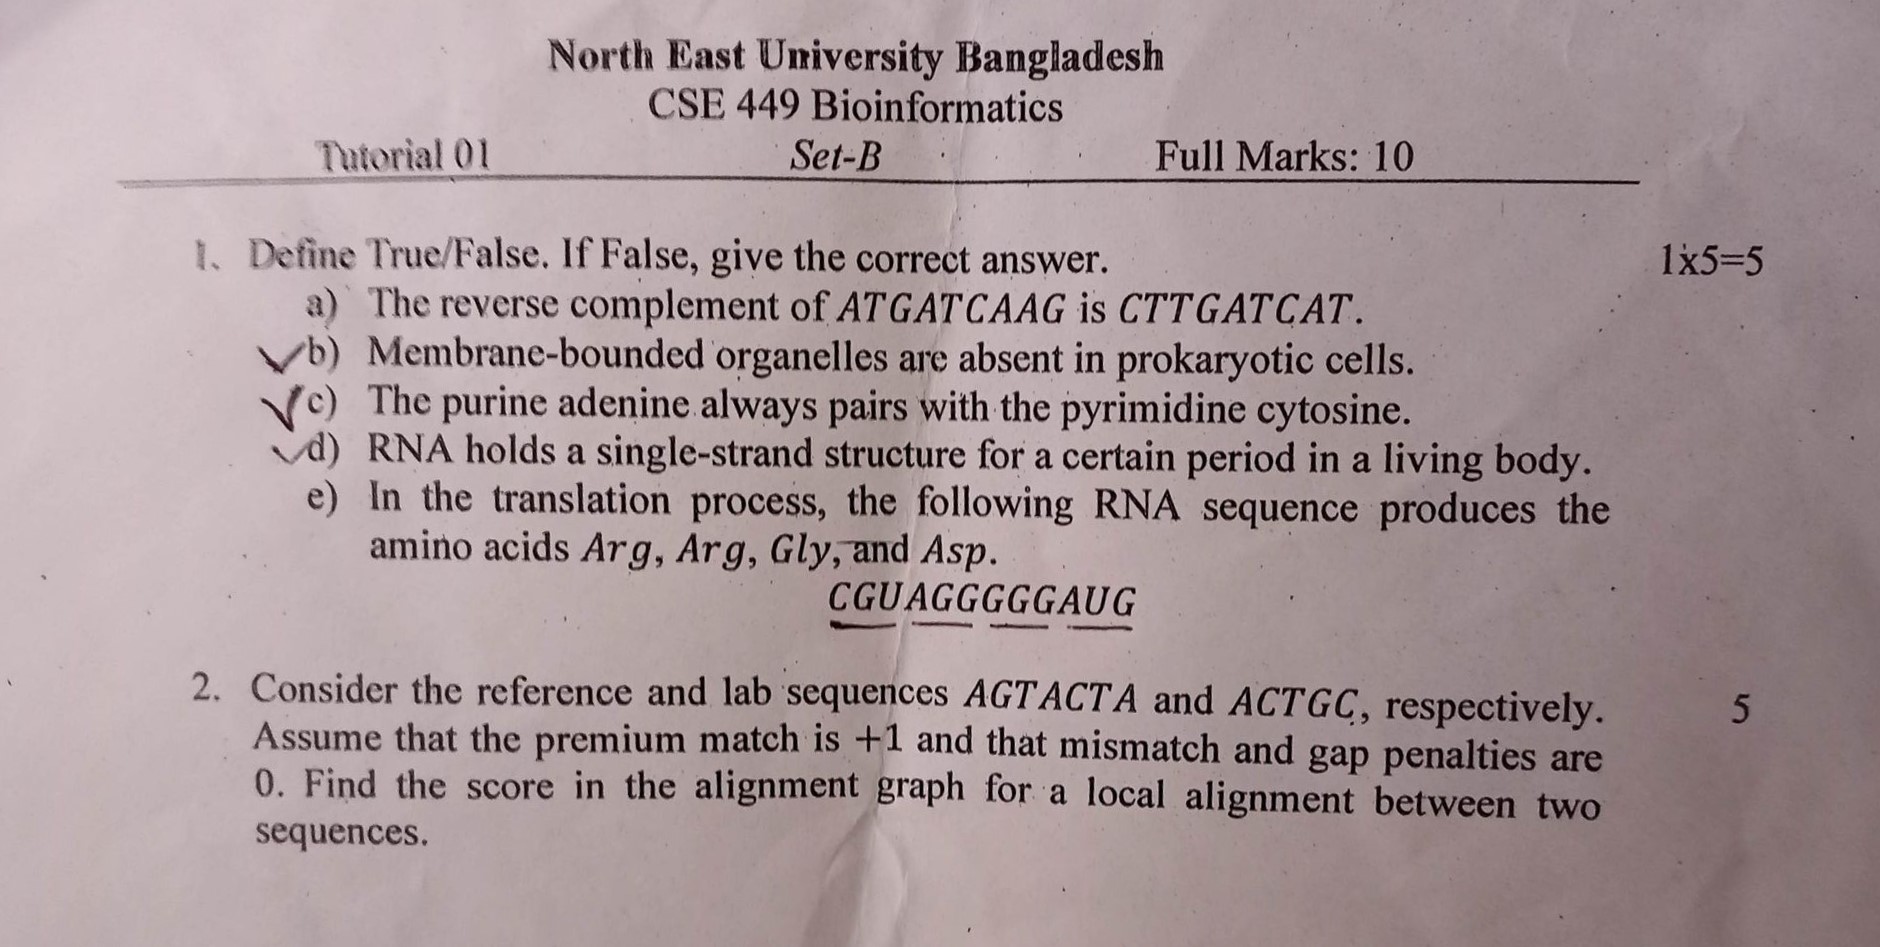 North East University Bangladesh
CSE 449 Bioinformatics
Tutorial 01 Set-B Full Marks: 10
1. Define True/False. If False, give the correct answer. 1x5=5
a) The reverse complement of ATGATCAAG is CTTGATCAT.
b) Membrane-bounded organelles are absent in prokaryotic cells.
c) The purine adenine always pairs with the pyrimidine cytosine.
d) RNA holds a single-strand structure for a certain period in a living body.
e) In the translation process, the following RNA sequence produces the
amino acids Arg, Arg, Gly, and Asp.
CGUAGGGGGAUG
2. Consider the reference and lab sequences AGTACTA and ACTGC, respectively. 5
Assume that the premium match is +1 and that mismatch and gap penalties are
0. Find the score in the alignment graph for a local alignment between two
sequences.